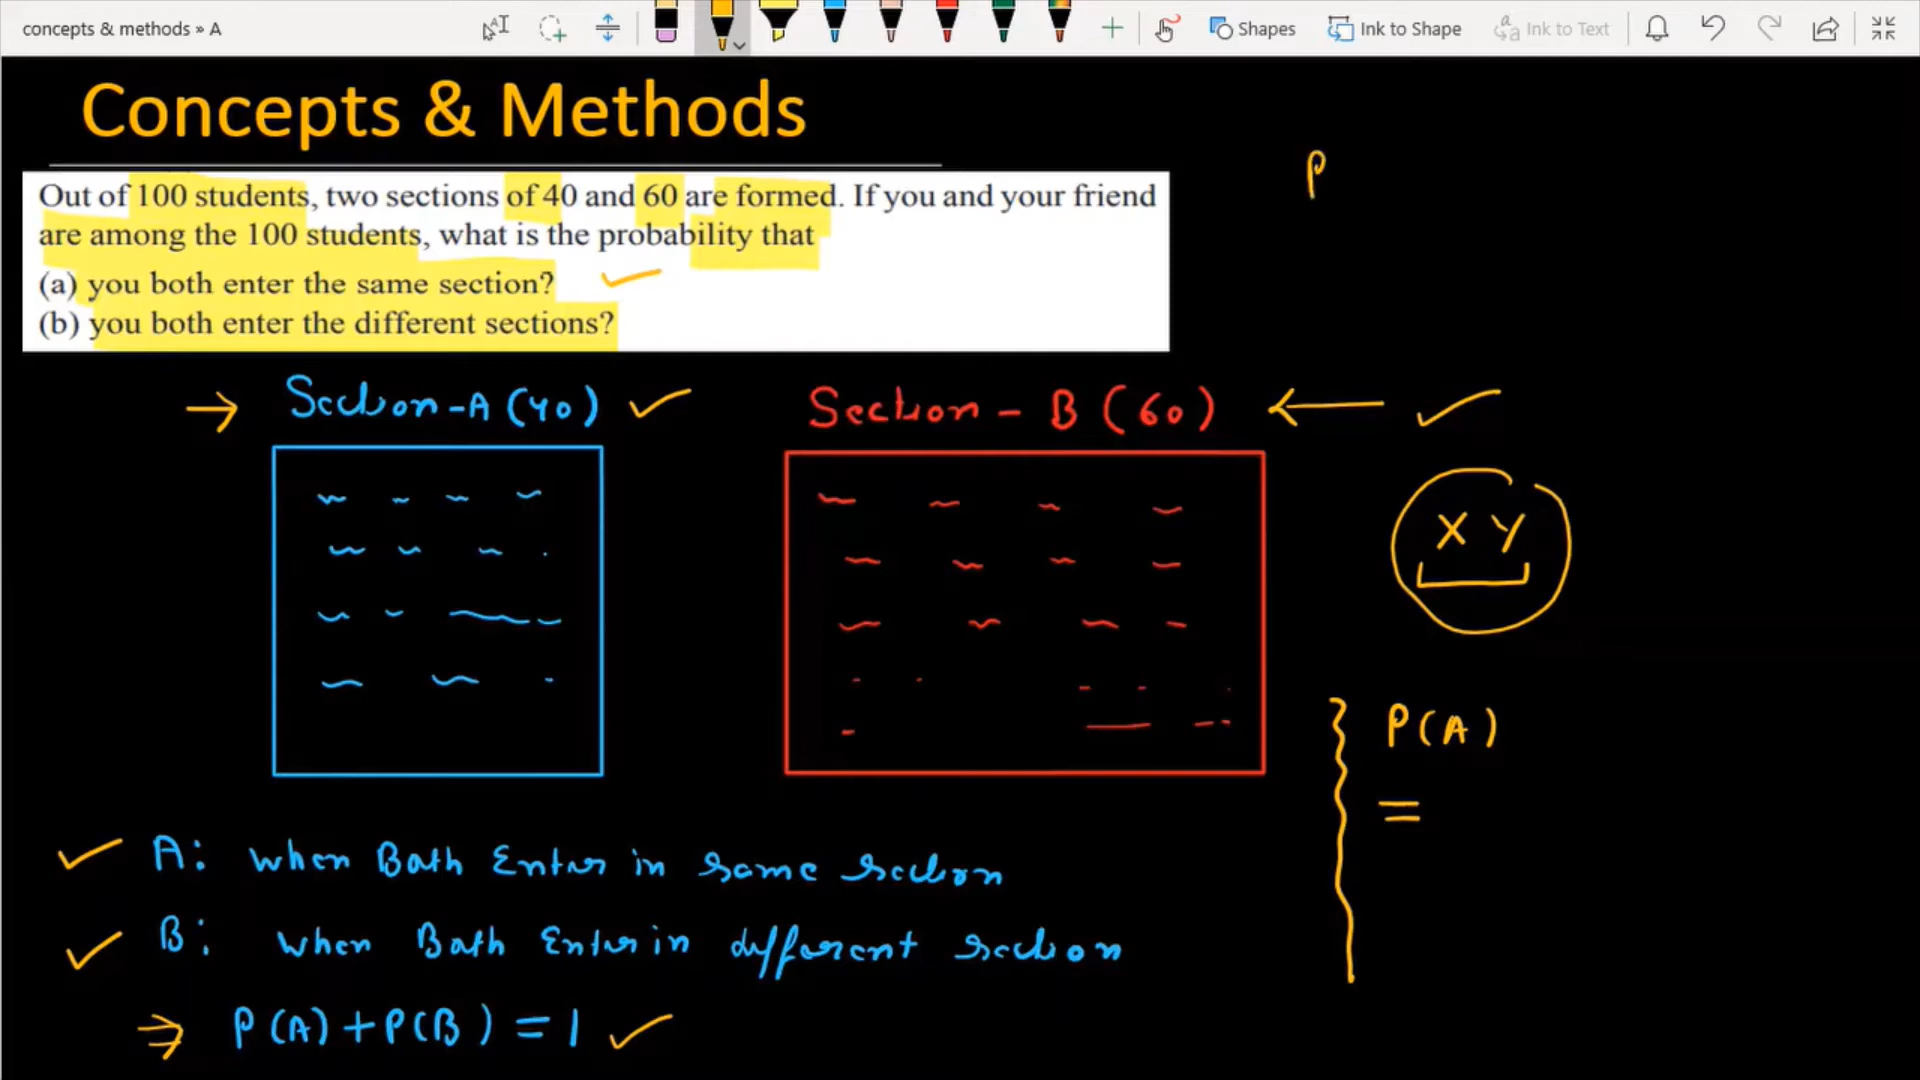 concepts & methods » A
Shapes
Ink to Shape
Ink to Text
Concepts & Methods
P
Out of 100 students, two sections of 40 and 60 are formed. If you and your friend
are among the 100 students, what is the probability that
(a) you both enter the same section?
(b) you both enter the different sections?
Section-A (40)
Section - B (60)
X Y
P(A)
=
A: When Both Enter in same section
B: When Both Enter in different section
⇒ P(A) + P(B) = 1